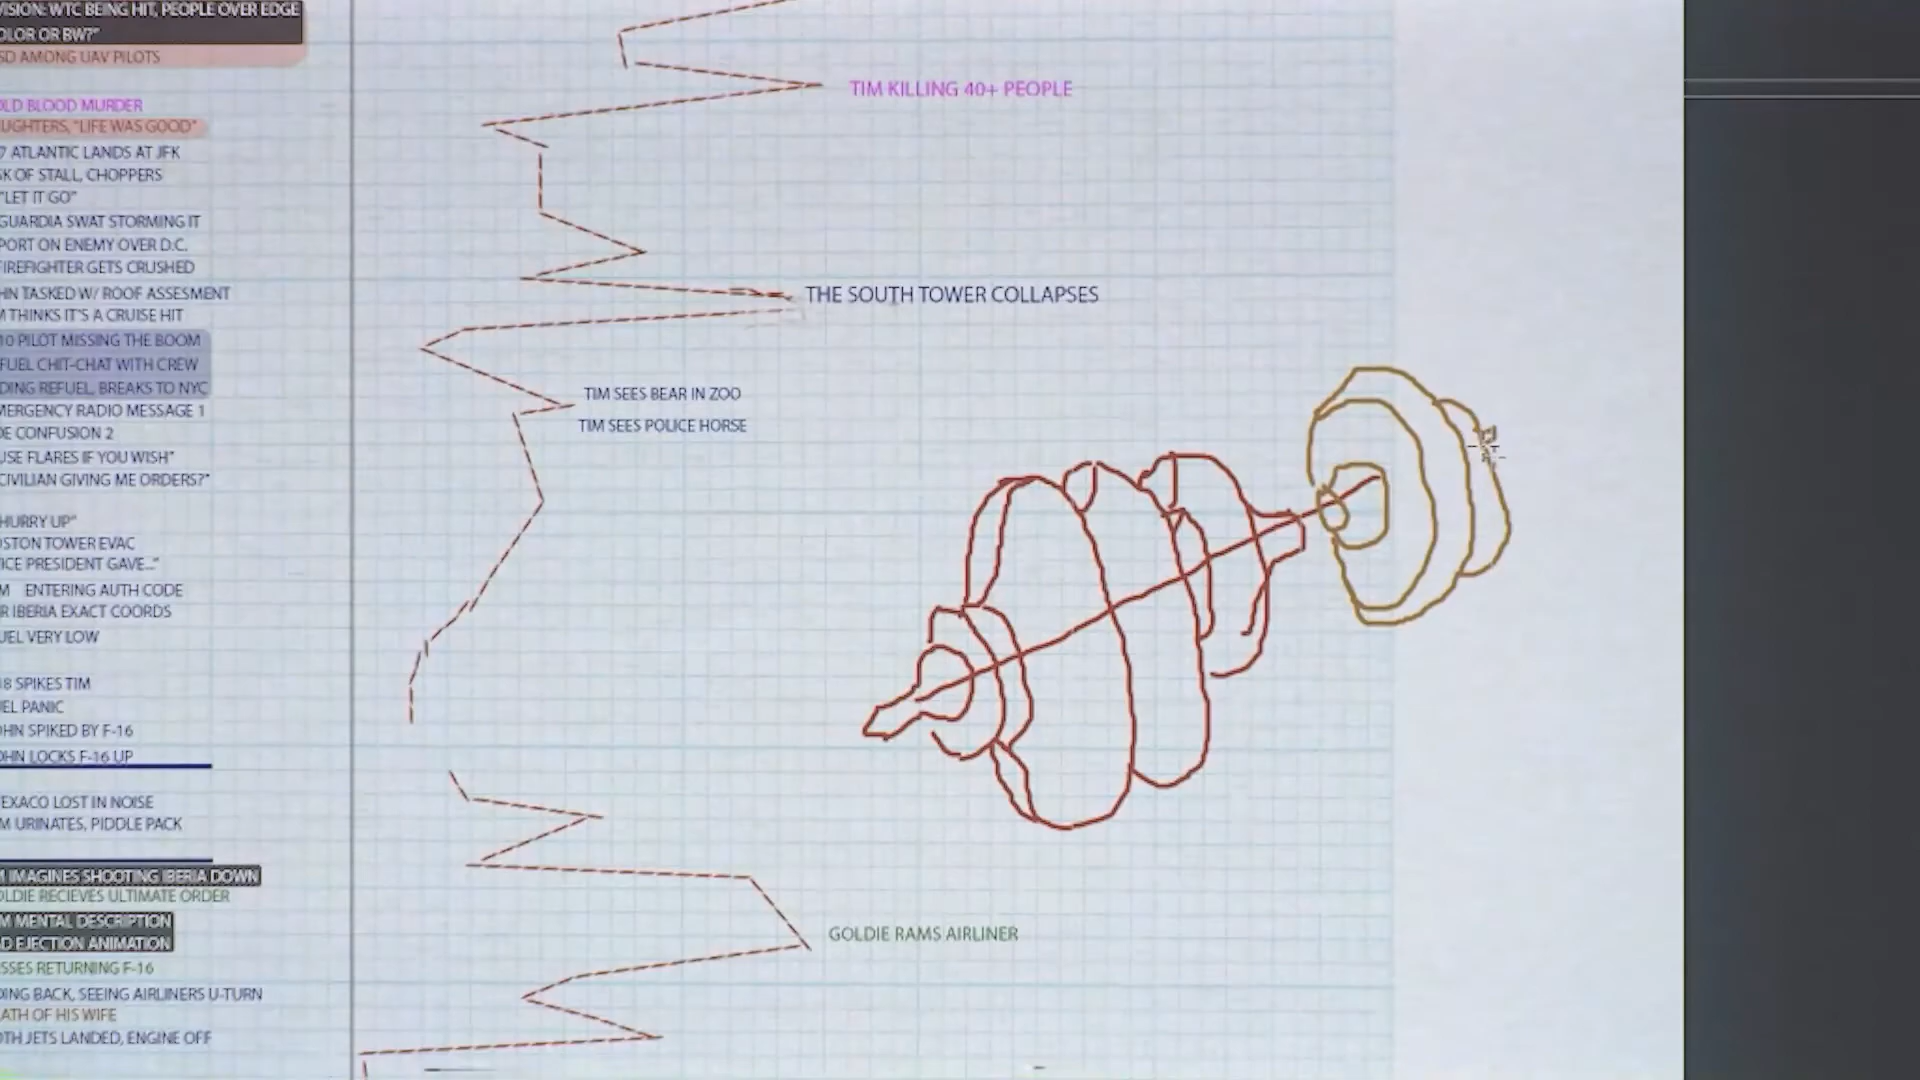 VISION: WTC BEING HIT, PEOPLE OVER EDGE
OLOR OR BW?"
SD AMONG UAV PILOTS
TIM KILLING 40+ PEOPLE
OLD BLOOD MURDER
UGHTERS, "LIFE WAS GOOD"
7 ATLANTIC LANDS AT JFK
SK OF STALL, CHOPPERS
"LET IT GO"
GUARDIA SWAT STORMING IT
PORT ON ENEMY OVER D.C.
FIREFIGHTER GETS CRUSHED
HN TASKED W/ ROOF ASSESMENT
THE SOUTH TOWER COLLAPSES
M THINKS IT'S A CRUISE HIT
10 PILOT MISSING THE BOOM
FUEL CHIT-CHAT WITH CREW
DING REFUEL, BREAKS TO NYC
TIM SEES BEAR IN ZOO
MERGENCY RADIO MESSAGE 1
TIM SEES POLICE HORSE
DE CONFUSION 2
USE FLARES IF YOU WISH"
CIVILIAN GIVING ME ORDERS?"
HURRY UP"
OSTON TOWER EVAC
ICE PRESIDENT GAVE..."
M ENTERING AUTH CODE
R IBERIA EXACT COORDS
UEL VERY LOW
18 SPIKES TIM
UEL PANIC
OHN SPIKED BY F-16
OHN LOCKS F-16 UP
EXACO LOST IN NOISE
M URINATES, PIDDLE PACK
M IMAGINES SHOOTING IBERIA DOWN
OLDIE RECIEVES ULTIMATE ORDER
M MENTAL DESCRIPTION
GOLDIE RAMS AIRLINER
D EJECTION ANIMATION
SSES RETURNING F-16
DING BACK, SEEING AIRLINERS U-TURN
ATH OF HIS WIFE
OTH JETS LANDED, ENGINE OFF